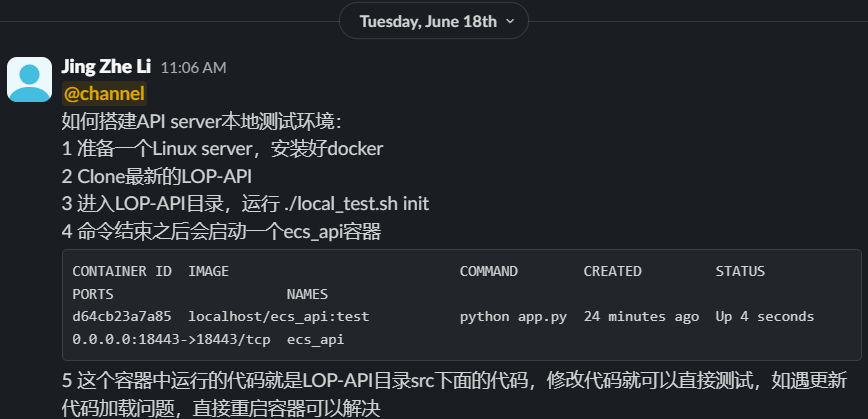 Tuesday, June 18th
Jing Zhe Li 11:06 AM
@channel
如何搭建API server本地测试环境：
1 准备一个Linux server，安装好docker
2 Clone最新的LOP-API
3 进入LOP-API目录，运行 ./local_test.sh init
4 命令结束之后会启动一个ecs_api容器
CONTAINER ID  IMAGE                            COMMAND        CREATED         STATUS
PORTS                     NAMES
d64cb23a7a85  localhost/ecs_api:test           python app.py  24 minutes ago  Up 4 seconds
0.0.0.0:18443->18443/tcp  ecs_api
5 这个容器中运行的代码就是LOP-API目录src下面的代码，修改代码就可以直接测试，如遇更新
代码加载问题，直接重启容器可以解决